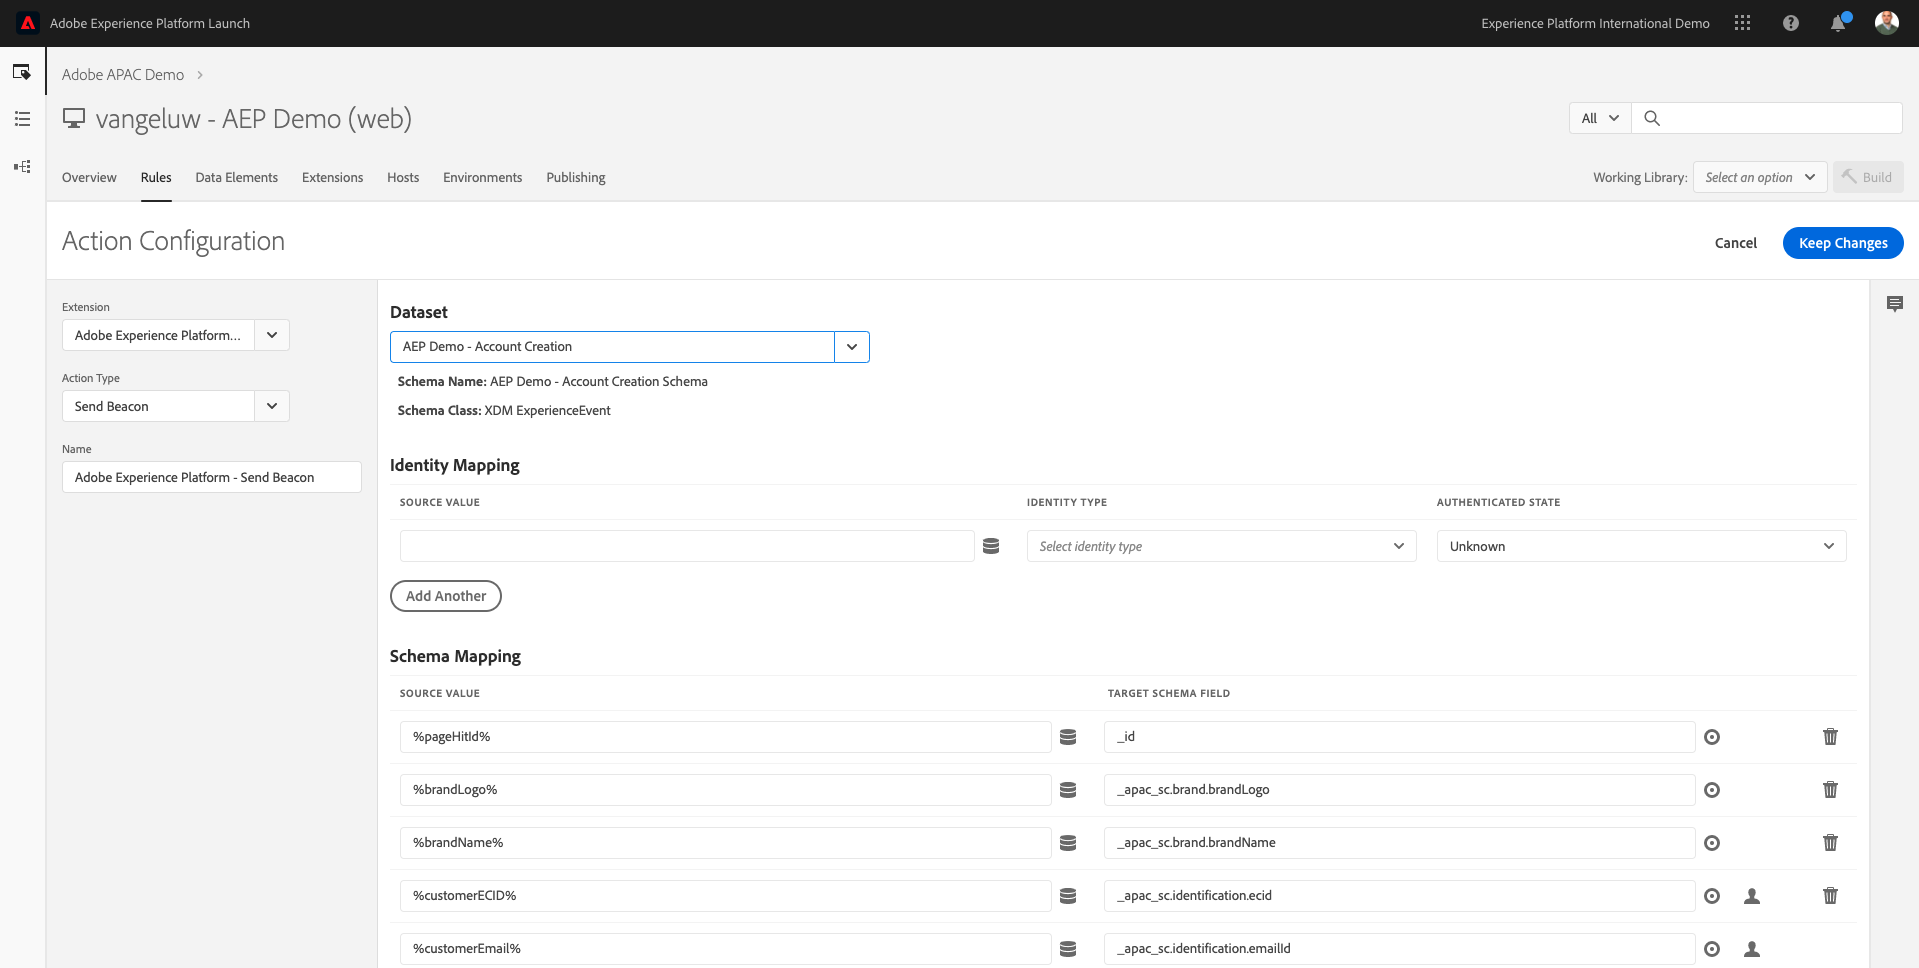 Adobe Experience Platform Launch
Experience Platform International Demo
Adobe APAC Demo
vangeluw - AEP Demo (web)
All
Overview Rules Data Elements Extensions Hosts Environments Publishing
Working Library: Select an option Build
Action Configuration
Cancel Keep Changes
Extension
Adobe Experience Platform...
Action Type
Send Beacon
Name
Adobe Experience Platform - Send Beacon
Dataset
AEP Demo - Account Creation
Schema Name: AEP Demo - Account Creation Schema
Schema Class: XDM ExperienceEvent
Identity Mapping
SOURCE VALUE IDENTITY TYPE AUTHENTICATED STATE
Select identity type Unknown
Add Another
Schema Mapping
SOURCE VALUE TARGET SCHEMA FIELD
%pageHitId% _id
%brandLogo% _apac_sc.brand.brandLogo
%brandName% _apac_sc.brand.brandName
%customerECID% _apac_sc.identification.ecid
%customerEmail% _apac_sc.identification.emailId